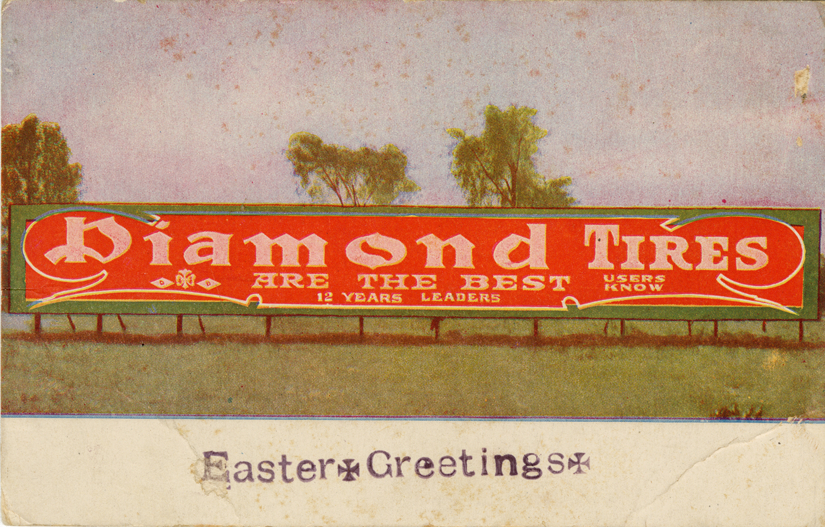 Diamond TIRES
ARE THE BEST USERS KNOW
12 YEARS LEADERS
Easter✠Greetings✠